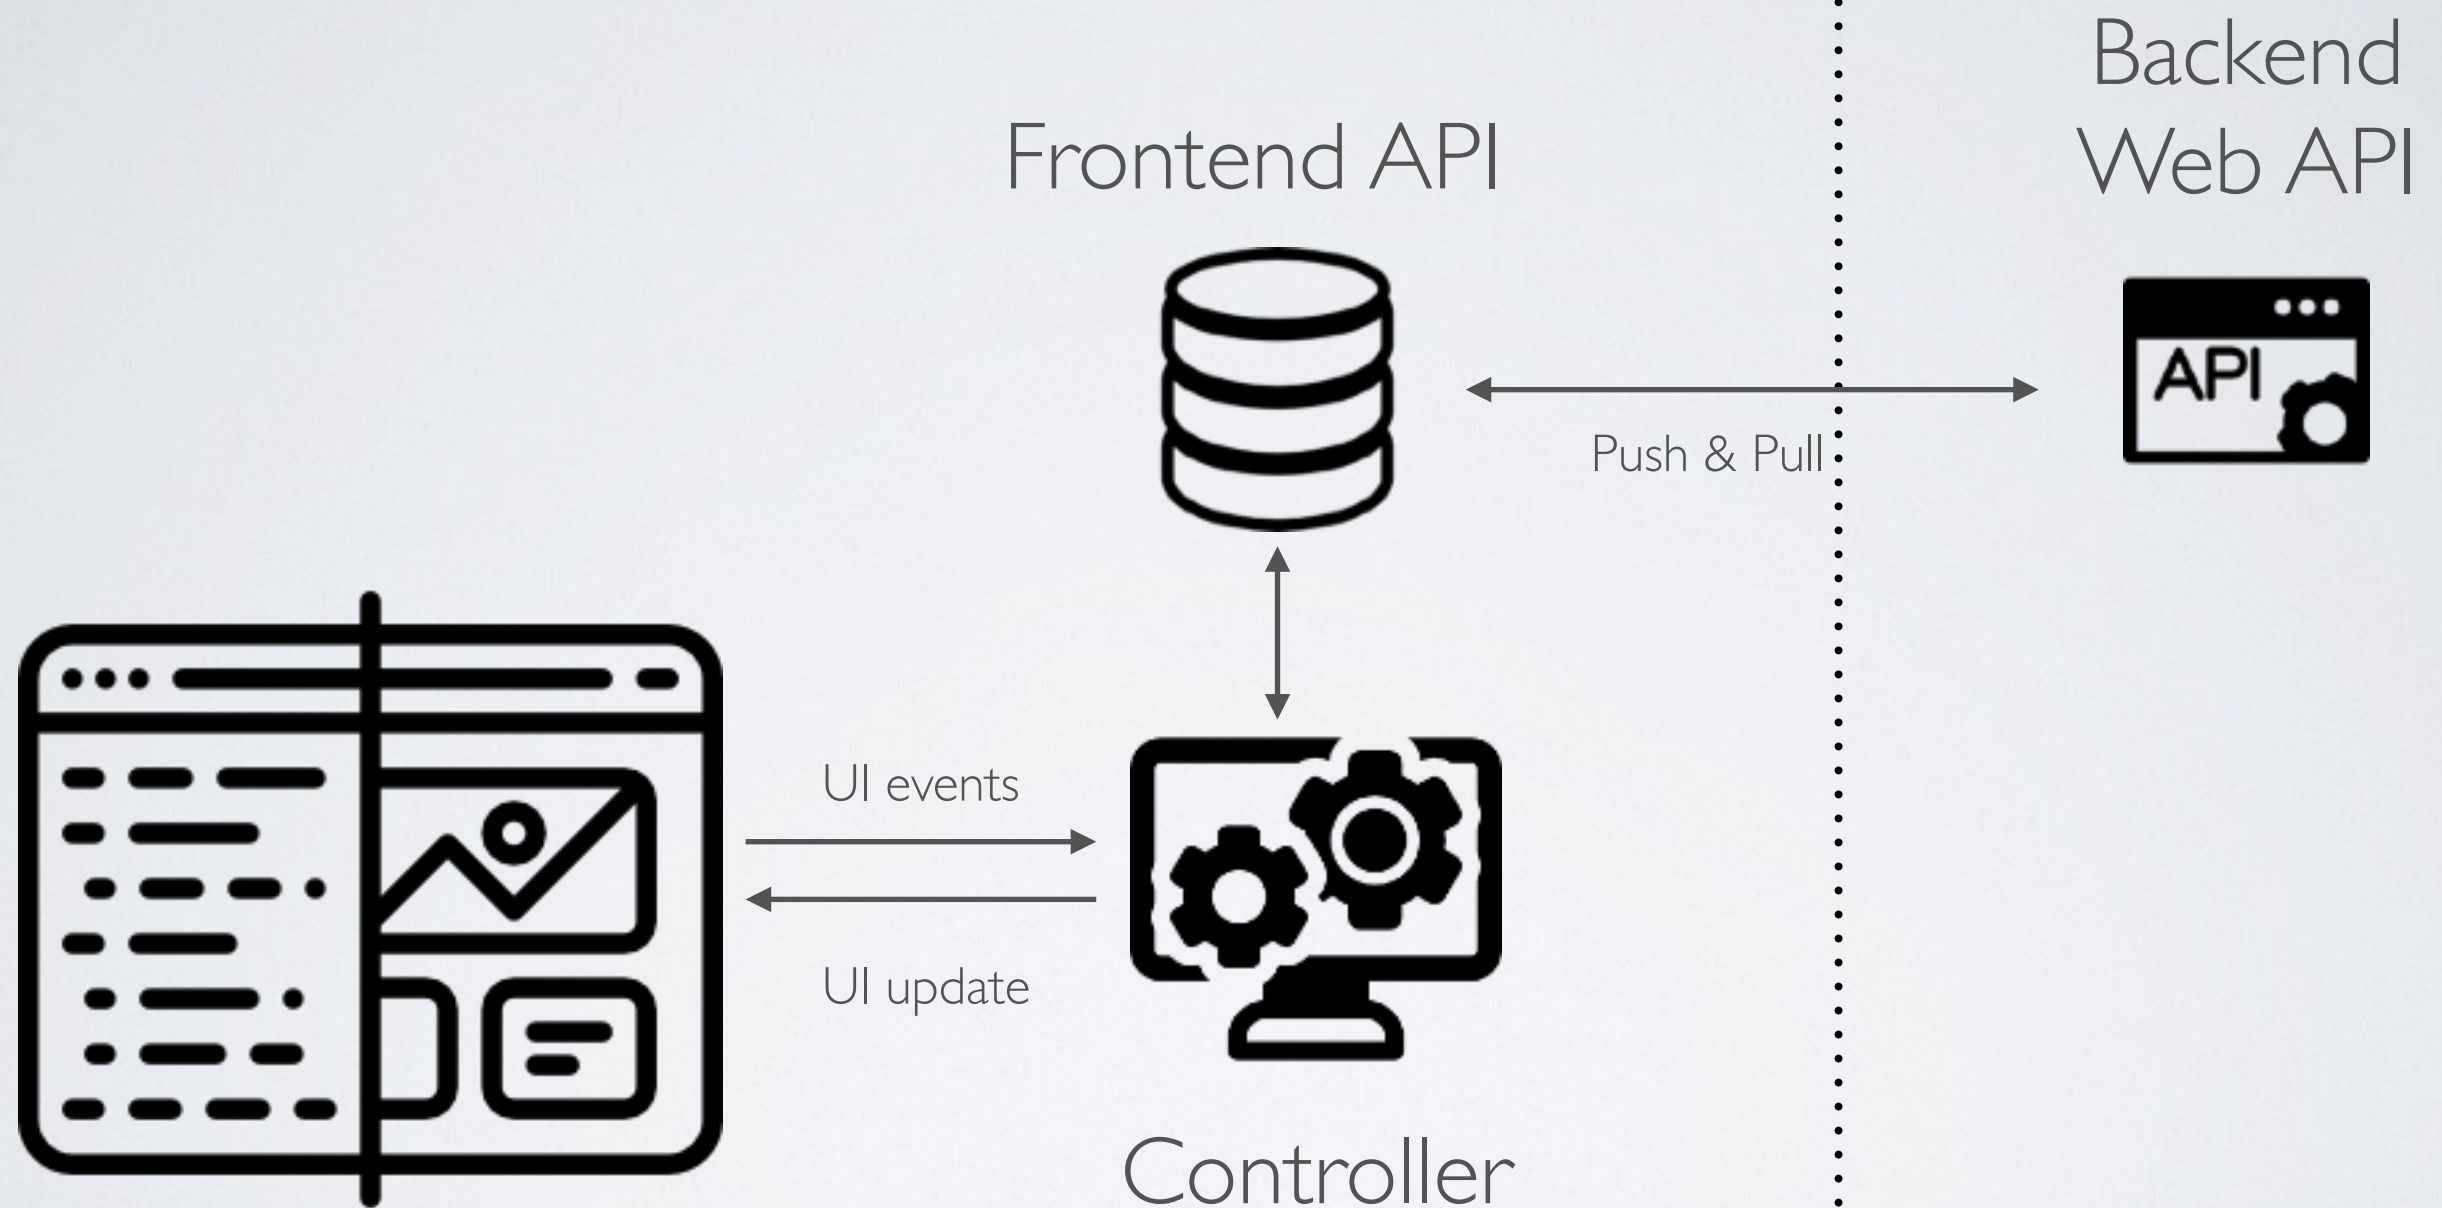 Backend
Web API
Frontend API
API
Push & Pull
UI events
UI update
Controller